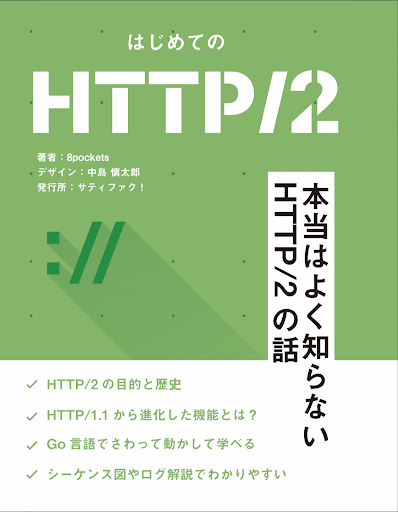 はじめての
HTTP/2
著者：8pockets
デザイン：中島 慎太郎
発行所：サティファク！
://
本当はよく知らない
HTTP/2の話
HTTP/2 の目的と歴史
HTTP/1.1 から進化した機能とは？
Go 言語でさわって動かして学べる
シーケンス図やログ解説でわかりやすい